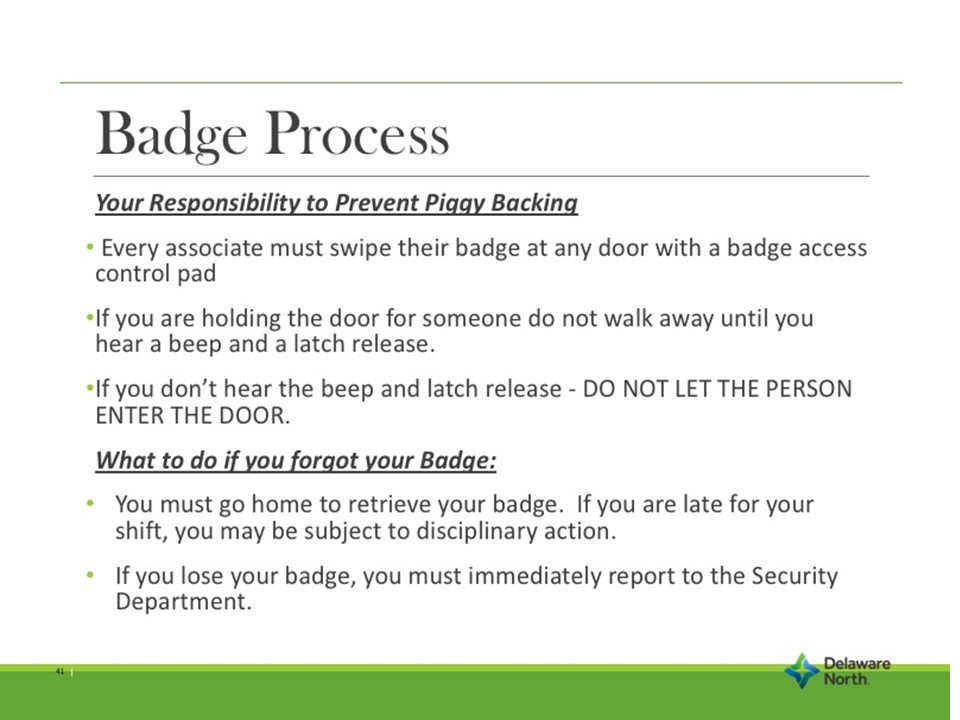 Badge Process
Your Responsibility to Prevent Piggy Backing
• Every associate must swipe their badge at any door with a badge access
control pad
•If you are holding the door for someone do not walk away until you
hear a beep and a latch release.
•If you don’t hear the beep and latch release - DO NOT LET THE PERSON
ENTER THE DOOR.
What to do if you forgot your Badge:
• You must go home to retrieve your badge.  If you are late for your
shift, you may be subject to disciplinary action.
• If you lose your badge, you must immediately report to the Security
Department.
41 |
Delaware
North.